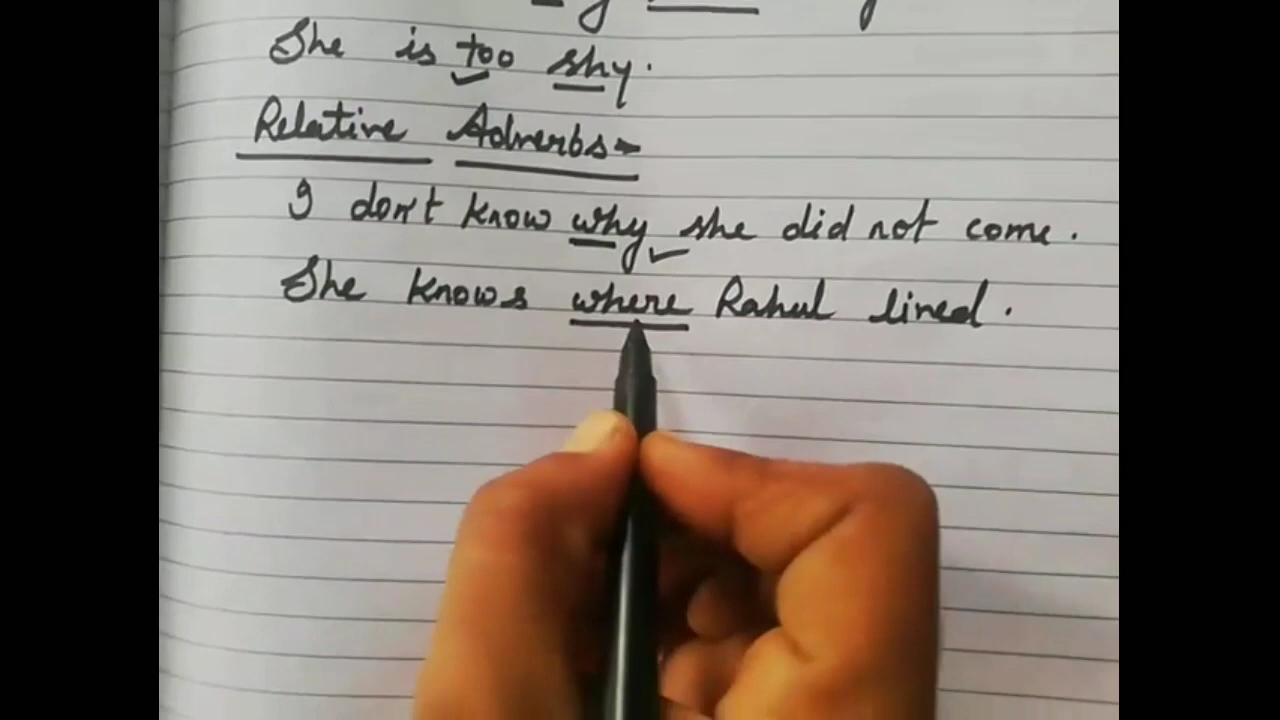 She is too shy.
Relative Adverbs-
I don't know why she did not come.
She knows where Rahul lived.